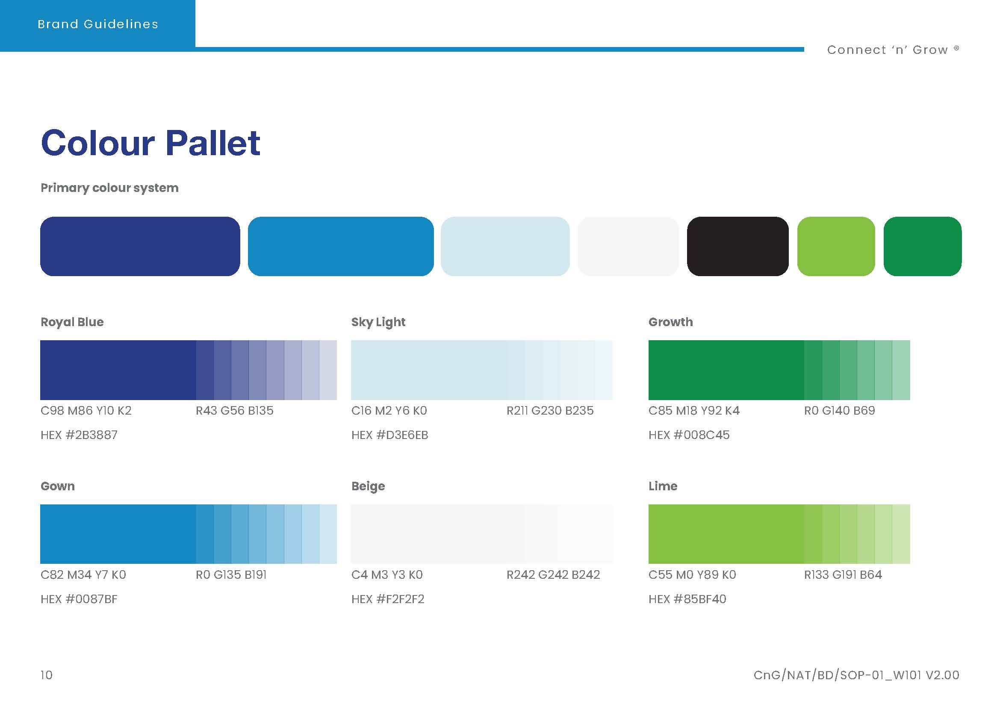 Brand Guidelines
Connect ‘n’ Grow ®
Colour Pallet
Primary colour system
Royal Blue
C98 M86 Y10 K2 R43 G56 B135
HEX #2B3887
Sky Light
C16 M2 Y6 K0 R211 G230 B235
HEX #D3E6EB
Growth
C85 M18 Y92 K4 R0 G140 B69
HEX #008C45
Gown
C82 M34 Y7 K0 R0 G135 B191
HEX #0087BF
Beige
C4 M3 Y3 K0 R242 G242 B242
HEX #F2F2F2
Lime
C55 M0 Y89 K0 R133 G191 B64
HEX #85BF40
10
CnG/NAT/BD/SOP-01_W101 V2.00